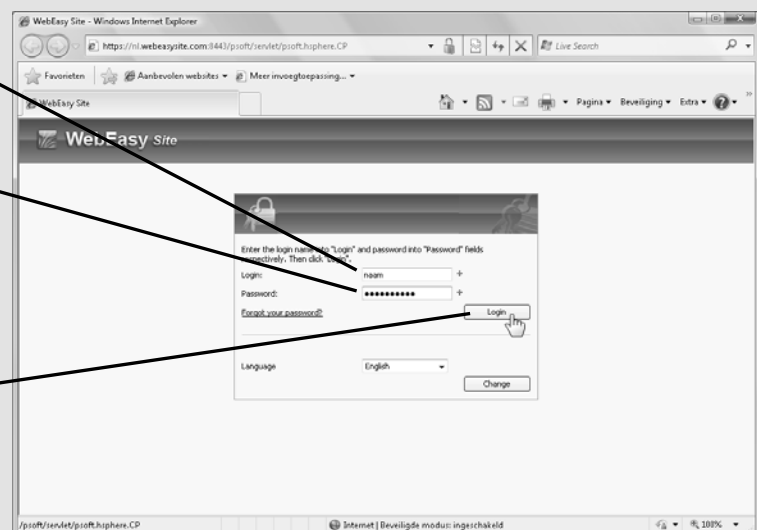 WebEasy Site - Windows Internet Explorer
https://nl.webeasysite.com:8443/psoft/servlet/psoft.hsphere.CP
Live Search
Favorieten
Aanbevolen websites
Meer invoegtoepassing...
WebEasy Site
Pagina
Beveiliging
Extra
WebEasy Site
Enter the login name into "Login" and password into "Password" fields
respectively. Then click "Login".
Login:
naam
+
Password:
••••••••••
+
Forgot your password?
Login
Language
English
Change
/psoft/servlet/psoft.hsphere.CP
Internet | Beveiligde modus: ingeschakeld
100%